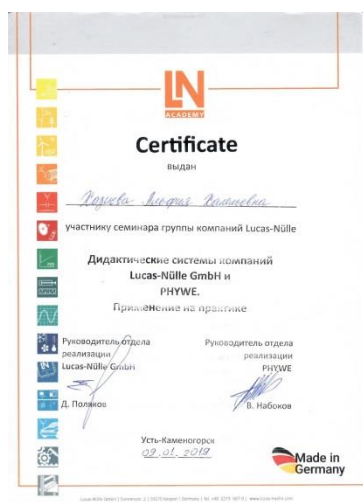 LN
ACADEMY
Certificate
выдан
участнику семинара группы компаний Lucas-Nülle
Дидактические системы компаний
Lucas-Nülle GmbH и
PHYWE.
Применение на практике
Руководитель отдела
реализации
Lucas-Nülle GmbH
Д. Поляков
Руководитель отдела
реализации
PHYWE
В. Набоков
Усть-Каменогорск
09.01.2019
Made in
Germany